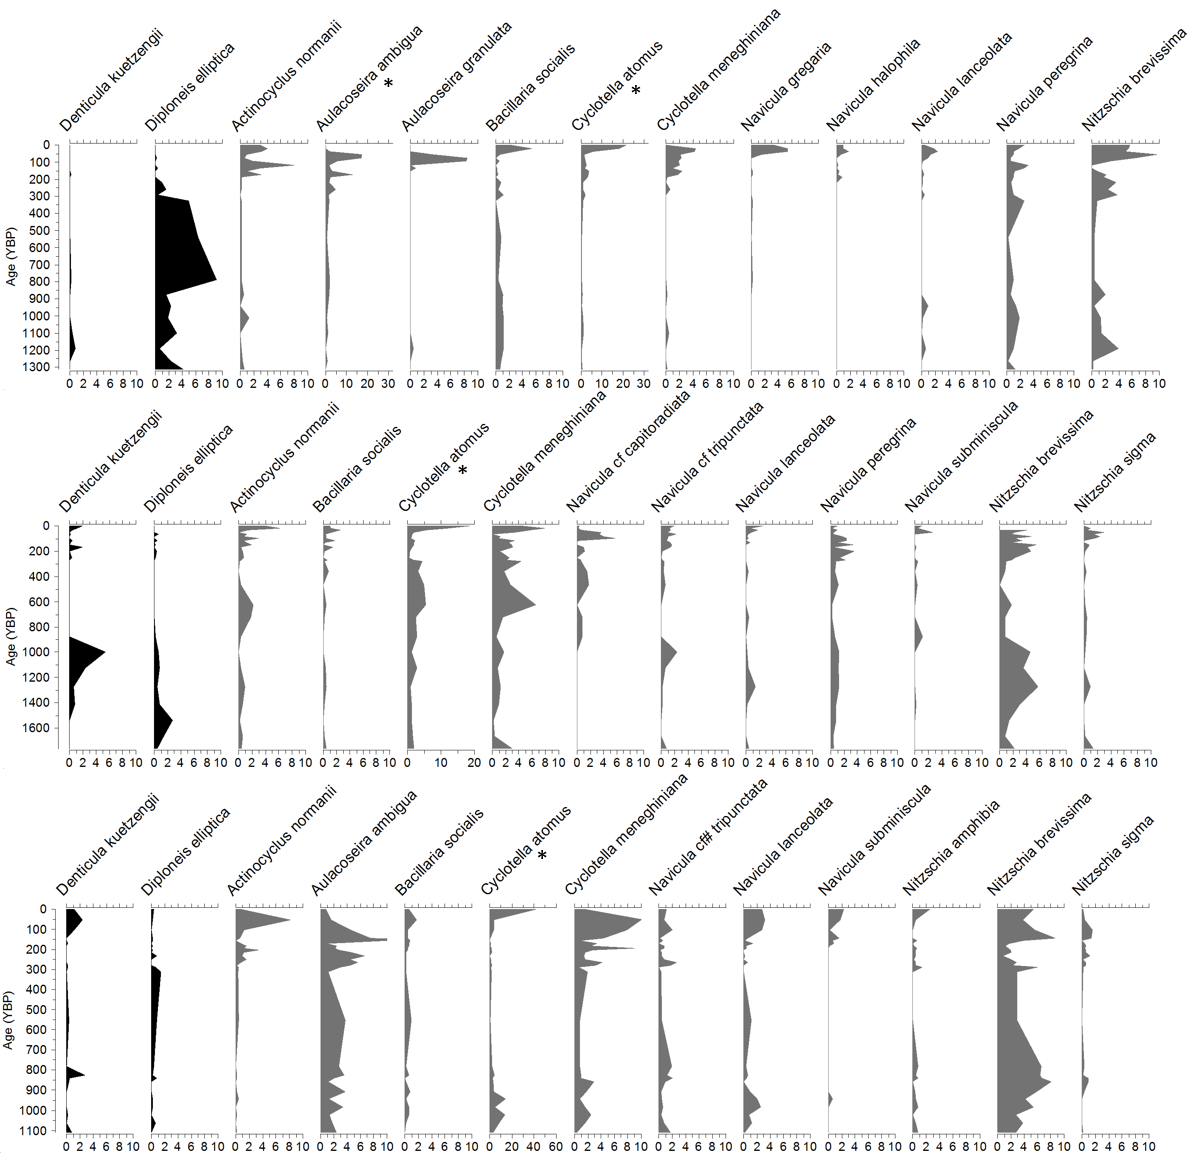 Denticula kuetzengii
Diploneis elliptica
Actinocyclus normanii
Aulacoseira ambigua
*
Aulacoseira granulata
Bacillaria socialis
Cyclotella atomus
*
Cyclotella meneghiniana
Navicula gregaria
Navicula halophila
Navicula lanceolata
Navicula peregrina
Nitzschia brevissima
Age (YBP)
0
100
200
300
400
500
600
700
800
900
1000
1100
1200
1300
0 2 4 6 8 10
0 2 4 6 8 10
0 2 4 6 8 10
0 10 20 30
0 2 4 6 8 10
0 2 4 6 8 10
0 10 20 30
0 2 4 6 8 10
0 2 4 6 8 10
0 2 4 6 8 10
0 2 4 6 8 10
0 2 4 6 8 10
0 2 4 6 8 10
Denticula kuetzengii
Diploneis elliptica
Actinocyclus normanii
Bacillaria socialis
Cyclotella atomus
*
Cyclotella meneghiniana
Navicula cf capitoradiata
Navicula cf tripunctata
Navicula lanceolata
Navicula peregrina
Navicula subminiscula
Nitzschia brevissima
Nitzschia sigma
Age (YBP)
0
200
400
600
800
1000
1200
1400
1600
0 2 4 6 8 10
0 2 4 6 8 10
0 2 4 6 8 10
0 2 4 6 8 10
0 10 20
0 2 4 6 8 10
0 2 4 6 8 10
0 2 4 6 8 10
0 2 4 6 8 10
0 2 4 6 8 10
0 2 4 6 8 10
0 2 4 6 8 10
0 2 4 6 8 10
Denticula kuetzengii
Diploneis elliptica
Actinocyclus normanii
Aulacoseira ambigua
Bacillaria socialis
Cyclotella atomus
*
Cyclotella meneghiniana
Navicula cf# tripunctata
Navicula lanceolata
Navicula subminiscula
Nitzschia amphibia
Nitzschia brevissima
Nitzschia sigma
Age (YBP)
0
100
200
300
400
500
600
700
800
900
1000
1100
0 2 4 6 8 10
0 2 4 6 8 10
0 2 4 6 8 10
0 2 4 6 8 10
0 2 4 6 8 10
0 20 40 60
0 2 4 6 8 10
0 2 4 6 8 10
0 2 4 6 8 10
0 2 4 6 8 10
0 2 4 6 8 10
0 2 4 6 8 10
0 2 4 6 8 10